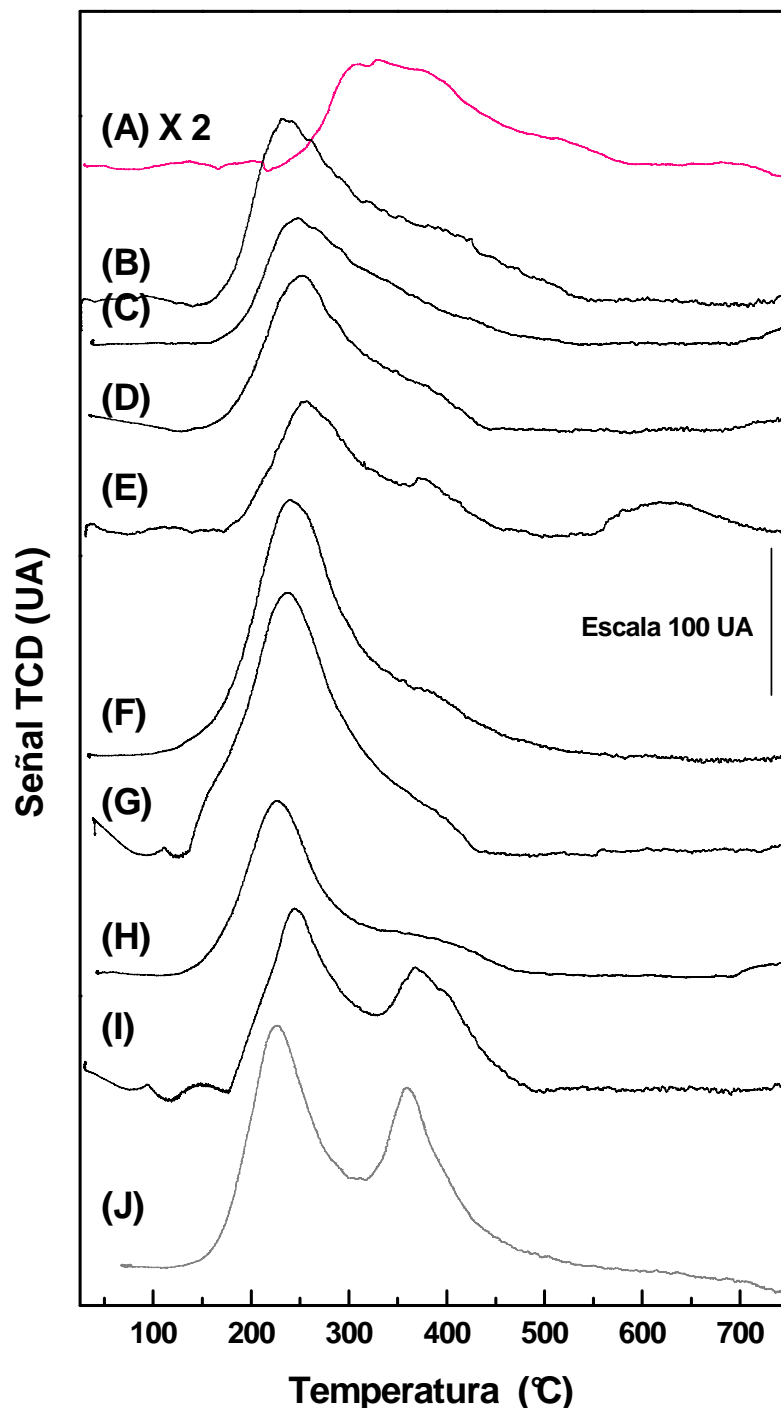 (A) X 2
(B)
(C)
(D)
(E)
Escala 100 UA
(F)
(G)
(H)
(I)
(J)
Señal TCD (UA)
100 200 300 400 500 600 700
Temperatura (°C)